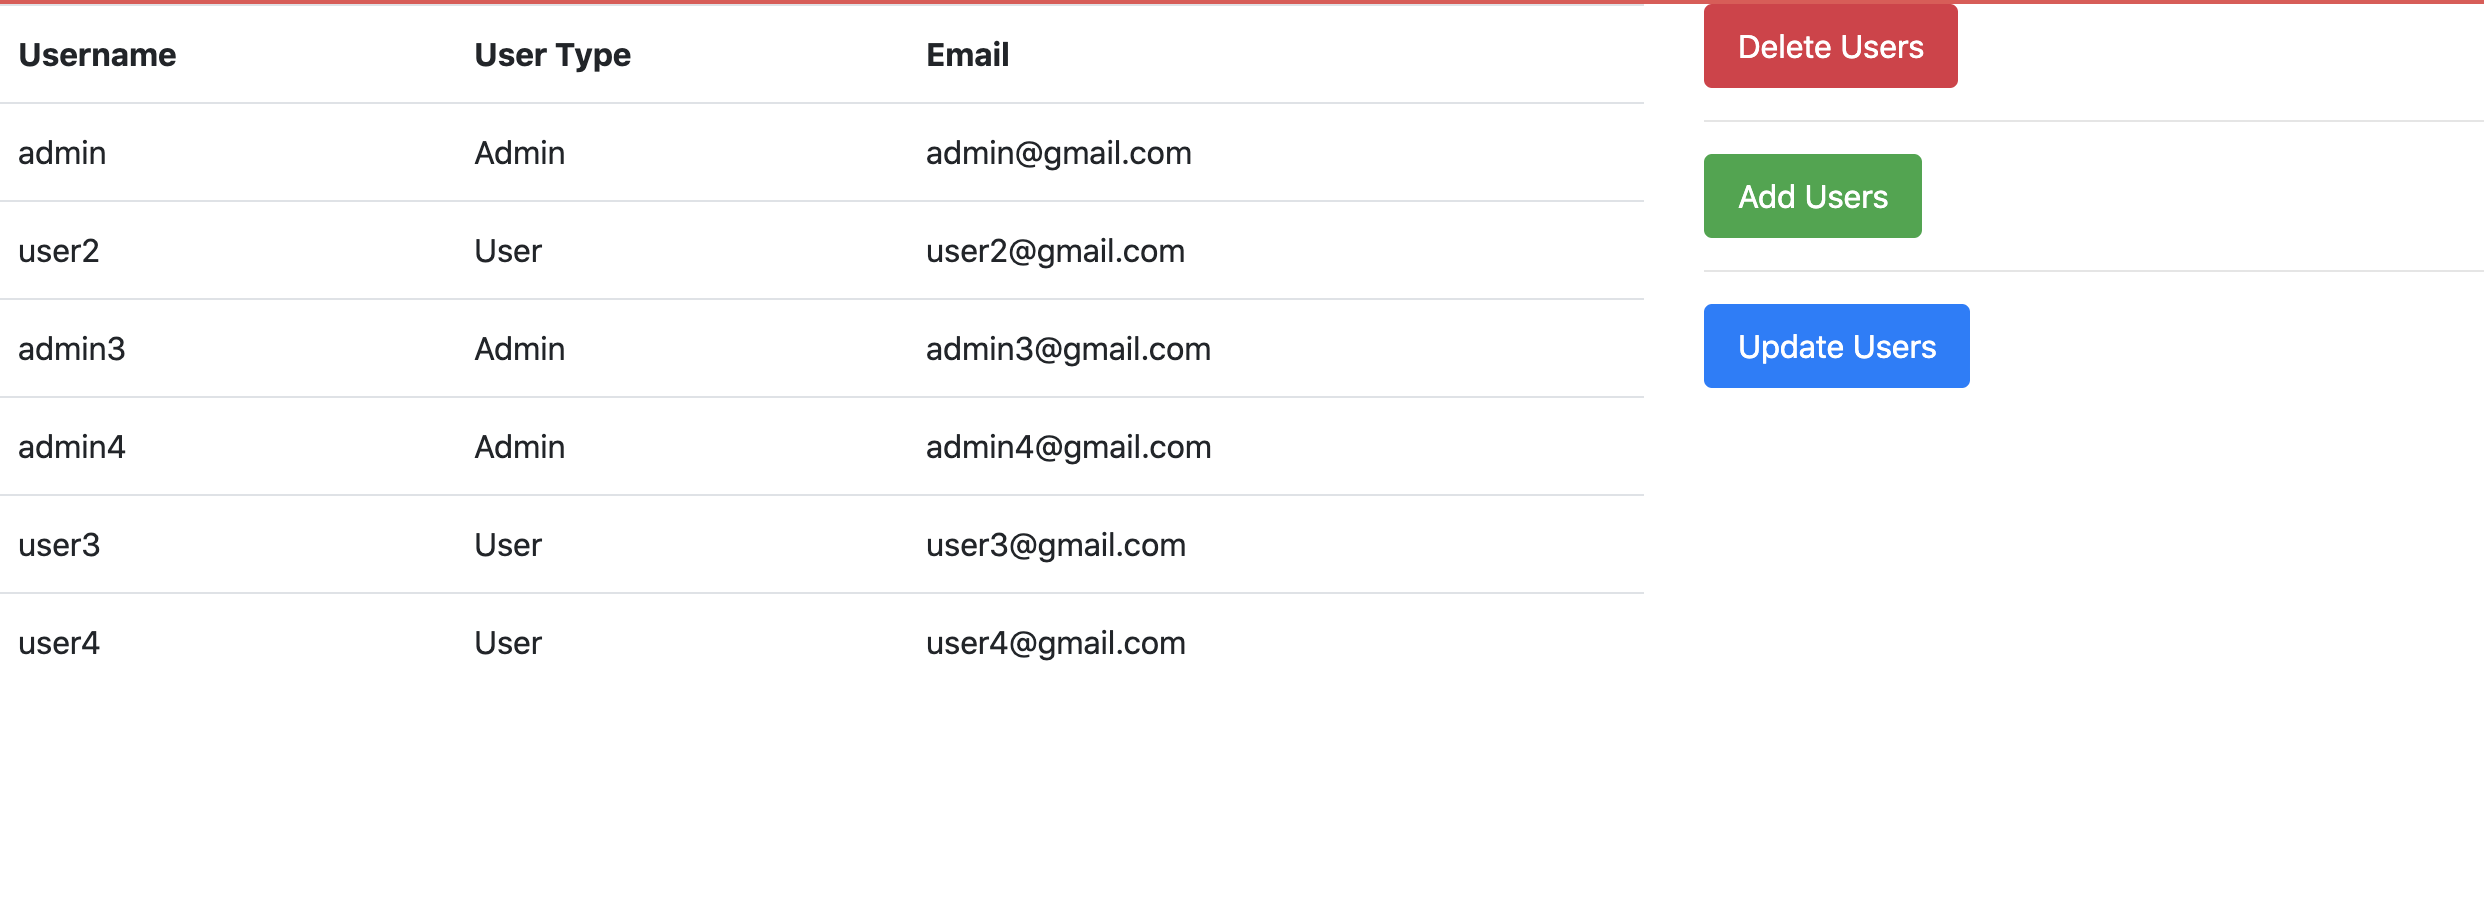 Username User Type Email
admin Admin admin@gmail.com
user2 User user2@gmail.com
admin3 Admin admin3@gmail.com
admin4 Admin admin4@gmail.com
user3 User user3@gmail.com
user4 User user4@gmail.com
Delete Users
Add Users
Update Users